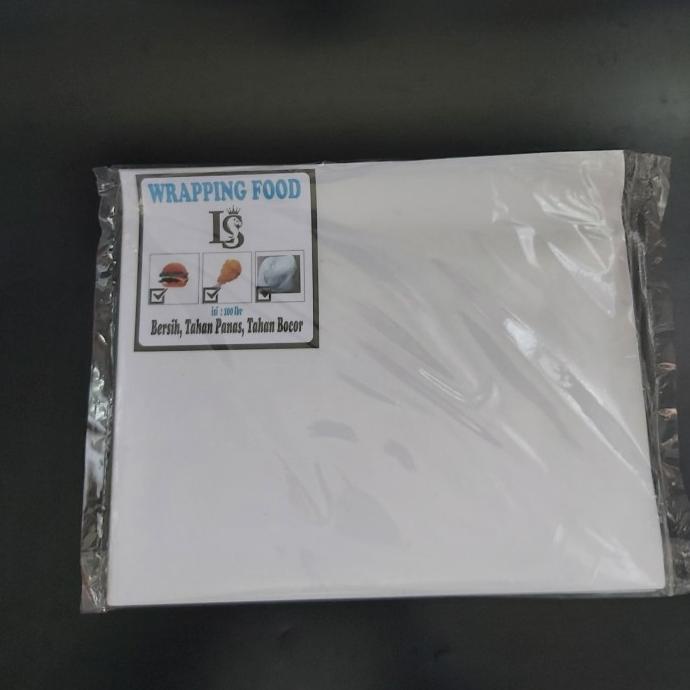 WRAPPING FOOD
LS
isi : 100 lbr
Bersih, Tahan Panas, Tahan Bocor